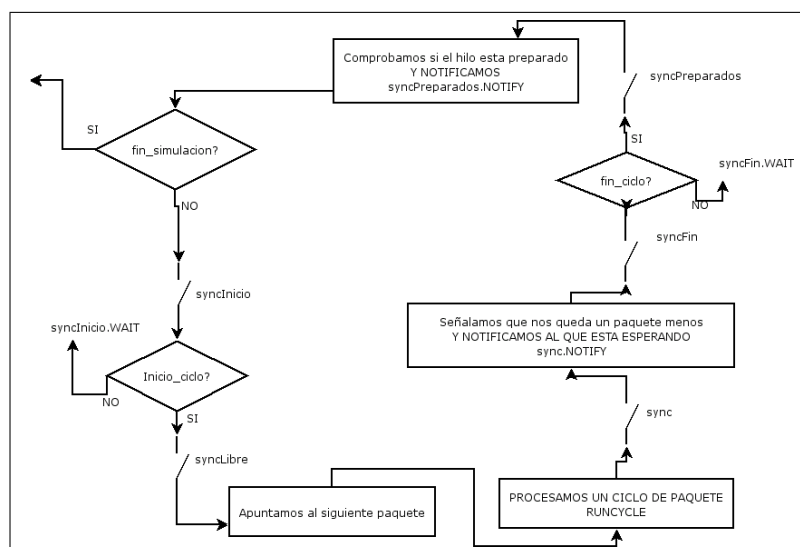 Comprobamos si el hilo esta preparado
Y NOTIFICAMOS
syncPreparados.NOTIFY
syncPreparados
SI
fin_simulacion?
NO
SI
fin_ciclo?
NO
syncFin.WAIT
syncFin
syncInicio
Señalamos que nos queda un paquete menos
Y NOTIFICAMOS AL QUE ESTA ESPERANDO
sync.NOTIFY
syncInicio.WAIT
Inicio_ciclo?
NO
SI
sync
syncLibre
Apuntamos al siguiente paquete
PROCESAMOS UN CICLO DE PAQUETE
RUNCYCLE